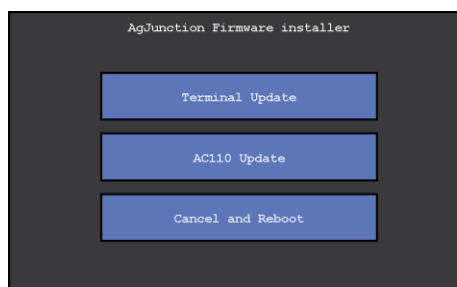 AgJunction Firmware installer
Terminal Update
AC110 Update
Cancel and Reboot